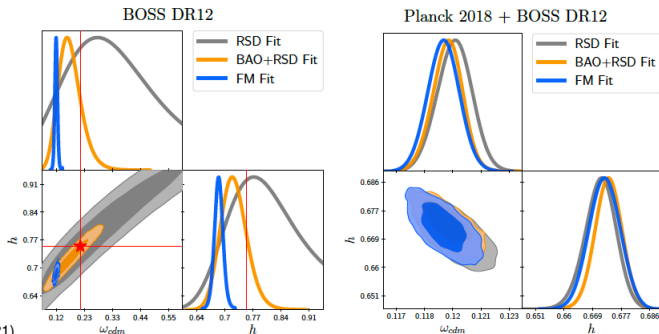 BOSS DR12
Planck 2018 + BOSS DR12
RSD Fit
BAO+RSD Fit
FM Fit
RSD Fit
BAO+RSD Fit
FM Fit
0.91
0.84
0.77
0.7
0.64
h
0.686
0.677
0.669
0.66
0.651
h
0.12 0.23 0.34 0.44 0.55
0.64 0.7 0.77 0.84 0.91
0.117 0.118 0.12 0.122 0.123
0.651 0.66 0.669 0.677 0.686
21)
ω_cdm
h
ω_cdm
h